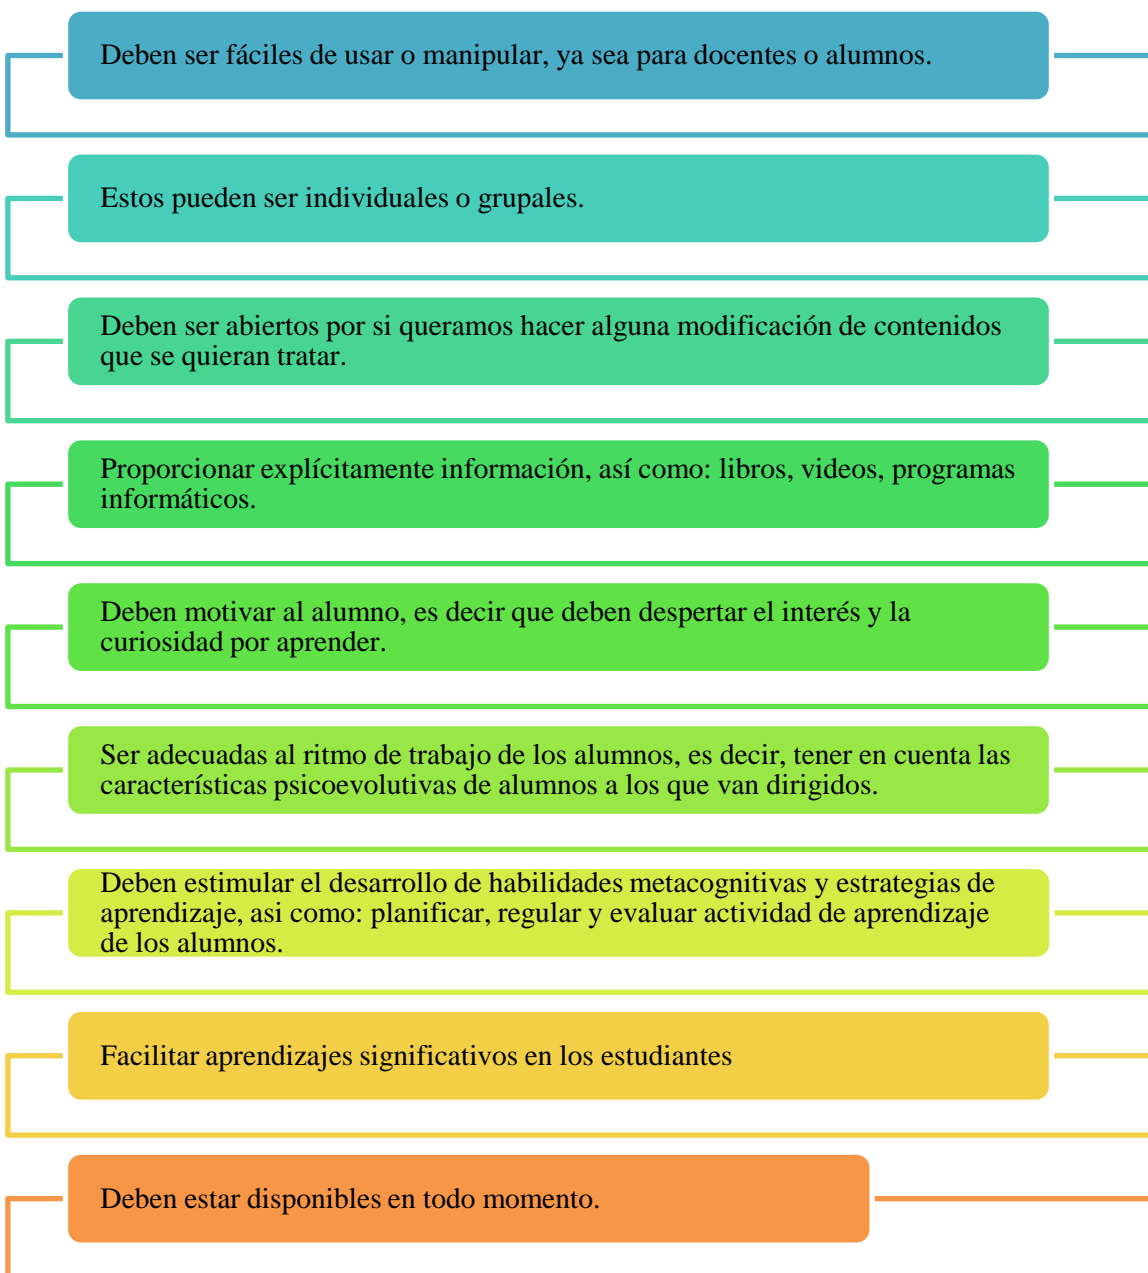 Deben ser fáciles de usar o manipular, ya sea para docentes o alumnos.
Estos pueden ser individuales o grupales.
Deben ser abiertos por si queramos hacer alguna modificación de contenidos
que se quieran tratar.
Proporcionar explícitamente información, así como: libros, videos, programas
informáticos.
Deben motivar al alumno, es decir que deben despertar el interés y la
curiosidad por aprender.
Ser adecuadas al ritmo de trabajo de los alumnos, es decir, tener en cuenta las
características psicoevolutivas de alumnos a los que van dirigidos.
Deben estimular el desarrollo de habilidades metacognitivas y estrategias de
aprendizaje, asi como: planificar, regular y evaluar actividad de aprendizaje
de los alumnos.
Facilitar aprendizajes significativos en los estudiantes
Deben estar disponibles en todo momento.